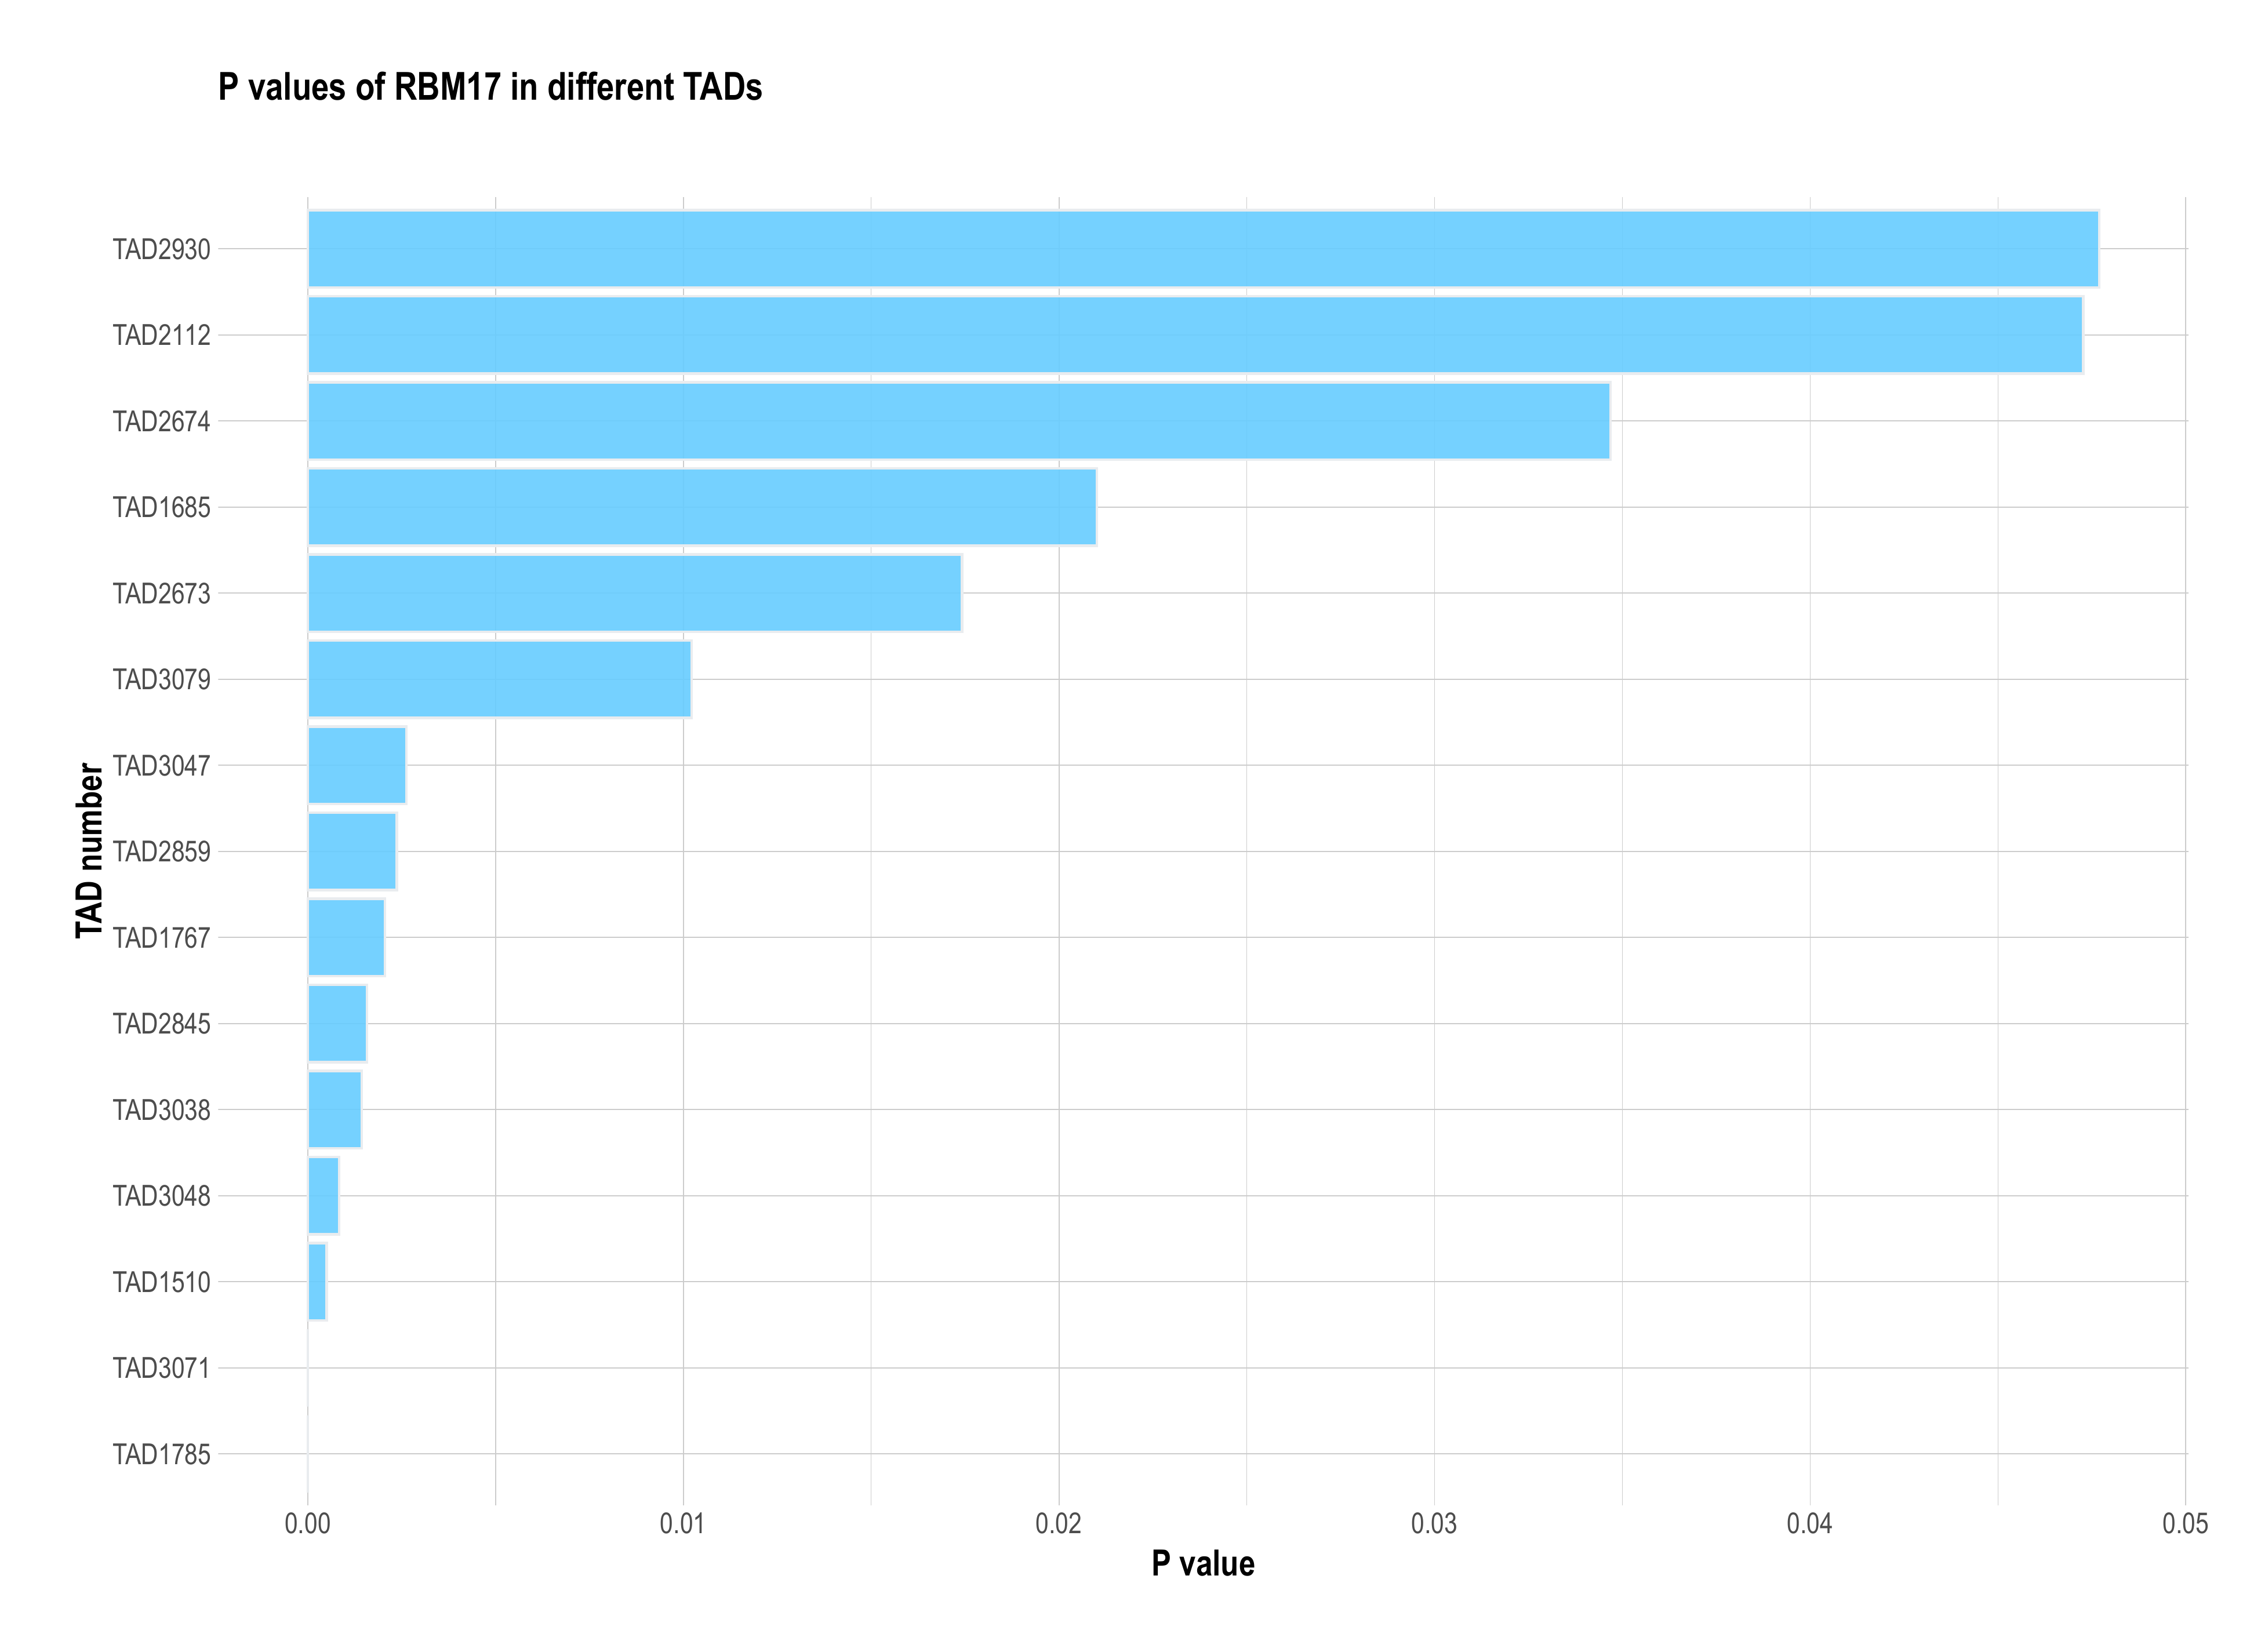 P values of RBM17 in different TADs
TAD2930
TAD2112
TAD2674
TAD1685
TAD2673
TAD3079
TAD3047
TAD2859
TAD1767
TAD2845
TAD3038
TAD3048
TAD1510
TAD3071
TAD1785
TAD number
0.00 0.01 0.02 0.03 0.04 0.05
P value